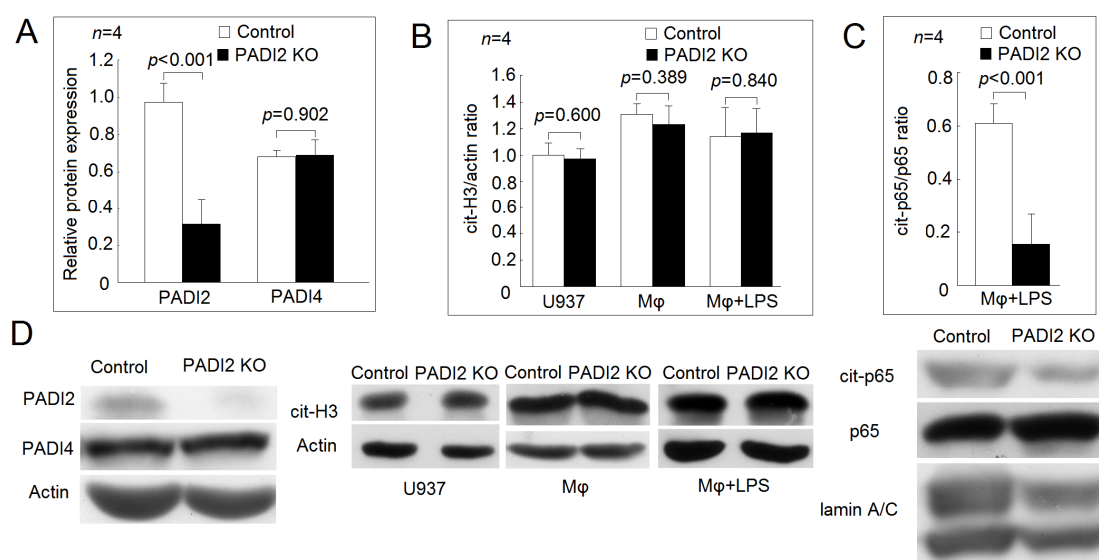 A
n=4
Control
PADI2 KO
p<0.001
p=0.902
Relative protein expression
1.2
1.0
0.8
0.6
0.4
0.2
0
PADI2
PADI4
B
n=4
Control
PADI2 KO
p=0.600
p=0.389
p=0.840
cit-H3/actin ratio
1.6
1.4
1.2
1.0
0.8
0.6
0.4
0.2
0
U937
Mφ
Mφ+LPS
C
n=4
Control
PADI2 KO
p<0.001
cit-p65/p65 ratio
0.8
0.6
0.4
0.2
0
Mφ+LPS
D
Control PADI2 KO
PADI2
PADI4
Actin
Control PADI2 KO Control PADI2 KO Control PADI2 KO
cit-H3
Actin
U937 Mφ Mφ+LPS
Control PADI2 KO
cit-p65
p65
lamin A/C